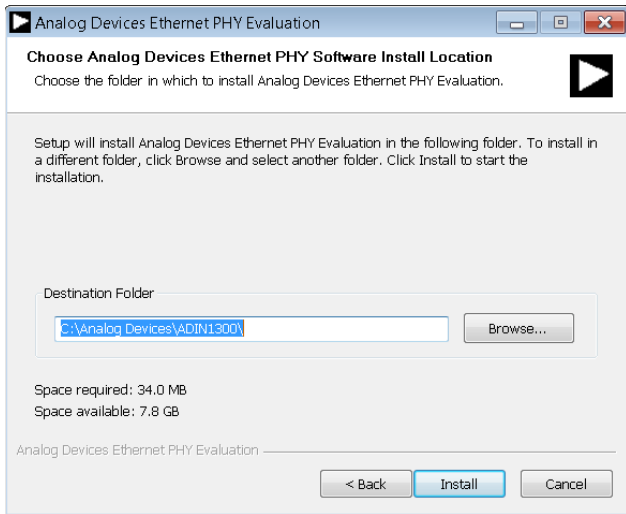 Analog Devices Ethernet PHY Evaluation
Choose Analog Devices Ethernet PHY Software Install Location
Choose the folder in which to install Analog Devices Ethernet PHY Evaluation.
Setup will install Analog Devices Ethernet PHY Evaluation in the following folder. To install in
a different folder, click Browse and select another folder. Click Install to start the
installation.
Destination Folder
C:\Analog Devices\ADIN1300\
Browse...
Space required: 34.0 MB
Space available: 7.8 GB
Analog Devices Ethernet PHY Evaluation
< Back
Install
Cancel